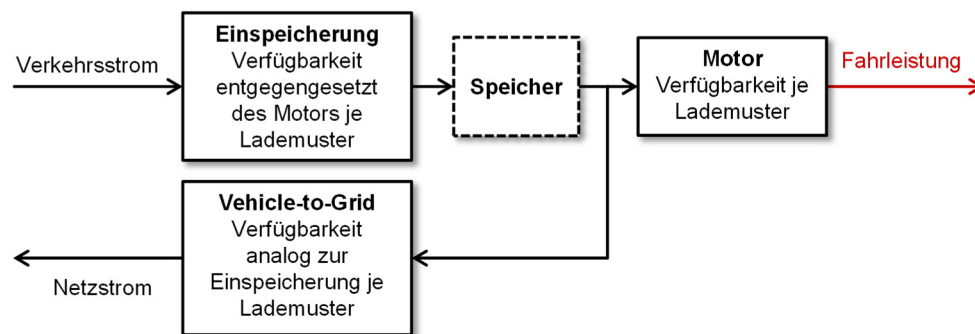 Verkehrsstrom
Einspeicherung
Verfügbarkeit
entgegengesetzt
des Motors je
Lademuster
Speicher
Motor
Verfügbarkeit je
Lademuster
Fahrleistung
Vehicle-to-Grid
Verfügbarkeit
analog zur
Einspeicherung je
Lademuster
Netzstrom